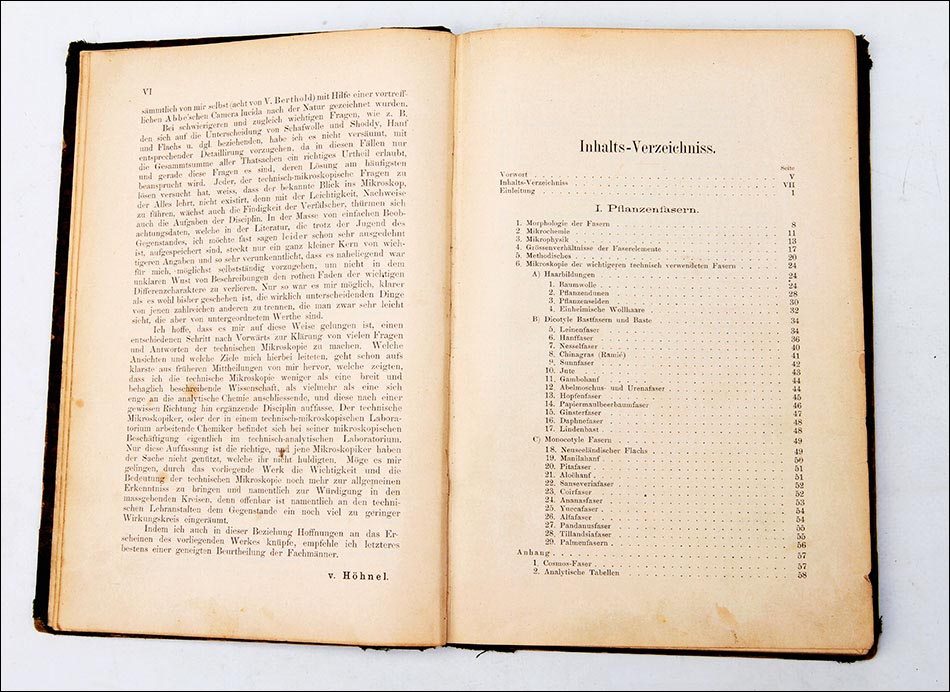 VI
sämmtlich von mir selbst (acht von V. Berthold) mit Hilfe einer vortreff-
lichen Abbe'schen Camera lucida nach der Natur gezeichnet wurden.
Bei schwierigeren und zugleich wichtigen Fragen, wie z. B.
den sich auf die Unterscheidung von Schafwolle und Shoddy, Hanf
und Flachs u. dgl. beziehenden, habe ich es nicht versäumt, mit
entsprechender Detaillirung vorzugehen, da in diesen Fällen nur
die Gesammtsumme aller Thatsachen ein richtiges Urtheil erlaubt,
und gerade diese Fragen es sind, deren Lösung am häufigsten
beansprucht wird. Jeder, der technisch-mikroskopische Fragen zu
lösen versucht hat, weiss, dass der bekannte Blick ins Mikroskop,
der Alles lehrt, nicht existirt, denn mit der Leichtigkeit, Nachweise
zu führen, wächst auch die Findigkeit der Verfälscher, thürmen sich
auch die Aufgaben der Disciplin. In der Masse von einfachen Beob-
achtungsdaten, welche in der Literatur, die trotz der Jugend des
Gegenstandes, ich möchte fast sagen leider schon sehr ausgedehnt
ist, aufgespeichert sind, steckt nur ein ganz kleiner Kern von wich-
tigeren Angaben und so sehr verunkenntlicht, dass es naheliegend war
für mich, möglichst selbstständig vorzugehen, um nicht in dem
unklaren Wust von Beschreibungen den rothen Faden der wichtigen
Differenzcharaktere zu verlieren. Nur so war es mir möglich, klarer
als es wohl bisher geschehen ist, die wirklich unterscheidenden Dinge
von jenen zahlreichen anderen zu trennen, die man zwar sehr leicht
sicht, die aber von untergeordnetem Werthe sind.
Ich hoffe, dass es mir auf diese Weise gelungen ist, einen
entschiedenen Schritt nach Vorwärts zur Klärung von vielen Fragen
und Antworten der technischen Mikroskopie zu machen. Welche
Ansichten und welche Ziele mich hierbei leiteten, geht schon aufs
klarste aus früheren Mittheilungen von mir hervor, welche zeigten,
dass ich die technische Mikroskopie weniger als eine breit und
behaglich beschreibende Wissenschaft, als vielmehr als eine sich
enge an die analytische Chemie anschliessende, und diese nach einer
gewissen Richtung hin ergänzende Disciplin auffasse. Der technische
Mikroskopiker, oder der in einem technisch-mikroskopischen Labora-
torium arbeitende Chemiker befindet sich bei seiner mikroskopischen
Beschäftigung eigentlich im technisch-analytischen Laboratorium.
Nur diese Auffassung ist die richtige, und jene Mikroskopiker haben
der Sache nicht genützt, welche ihr nicht huldigten. Möge es mir
gelingen, durch das vorliegende Werk die Wichtigkeit und die
Bedeutung der technischen Mikroskopie noch mehr zur allgemeinen
Erkenntniss zu bringen und namentlich zur Würdigung in den
massgebenden Kreisen, denn offenbar ist namentlich an den techni-
schen Lehranstalten dem Gegenstande ein noch viel zu geringer
Wirkungskreis eingeräumt.
Indem ich auch in dieser Beziehung Hoffnungen an das Er-
scheinen des vorliegenden Werkes knüpfe, empfehle ich letzteres
bestens einer geneigten Beurtheilung der Fachmänner.
v. Höhnel.
Inhalts-Verzeichniss.
Seite
Vorwort V
Inhalts-Verzeichniss VII
Einleitung 1
I. Pflanzenfasern.
1. Morphologie der Fasern 8
2. Mikrochemie 11
3. Mikrophysik 13
4. Grössenverhältnisse der Faserelemente 17
5. Methodisches 20
6. Mikroskopie der wichtigeren technisch verwendeten Fasern 24
A) Haarbildungen 24
1. Baumwolle 24
2. Pflanzendunen 28
3. Pflanzenseiden 30
4. Einheimische Wollhaare 32
B) Dicotyle Bastfasern und Baste 34
5. Leinenfaser 34
6. Hanffaser 36
7. Nesselfaser 40
8. Chinagras (Ramié) 41
9. Sunnfaser 42
10. Jute 43
11. Gambohanf 44
12. Abelmoschus- und Urenafaser 44
13. Hopfenfaser 45
14. Papiermaulbeerbaumfaser 46
15. Ginsterfaser 47
16. Daphnefaser 48
17. Lindenbast 48
C) Monocotyle Fasern 49
18. Neuseeländischer Flachs 49
19. Manilahanf 50
20. Pitafaser 51
21. Aloëhanf 51
22. Sanseveriafaser 52
23. Coirfaser 52
24. Ananasfaser 53
25. Yuccafaser 54
26. Alfafaser 54
27. Pandanusfaser 55
28. Tillandsiafaser 55
29. Palmenfasern 56
Anhang 57
1. Cosmos-Faser 57
2. Analytische Tabellen 58